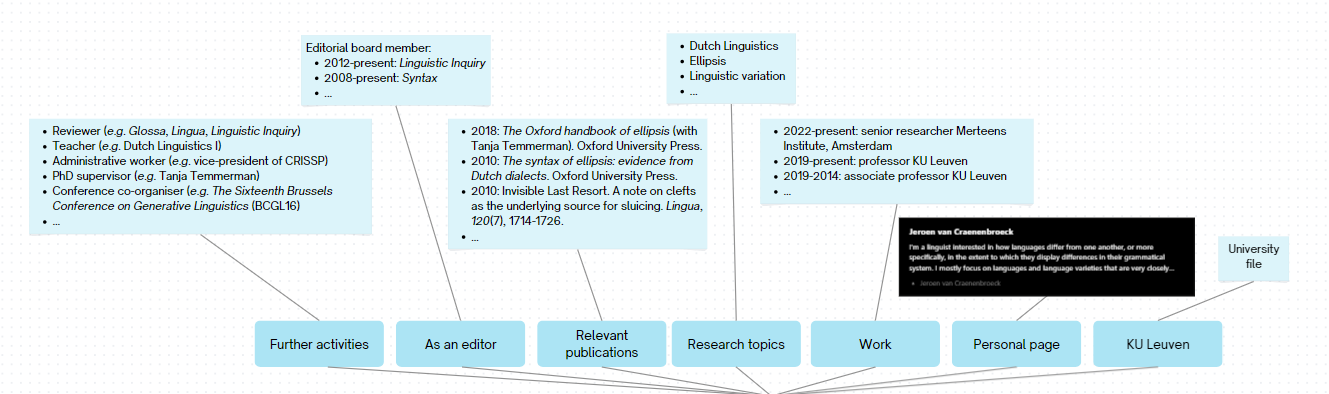 Editorial board member:
• 2012-present: Linguistic Inquiry
• 2008-present: Syntax
• ...
• Dutch Linguistics
• Ellipsis
• Linguistic variation
• ...
• Reviewer (e.g. Glossa, Lingua, Linguistic Inquiry)
• Teacher (e.g. Dutch Linguistics I)
• Administrative worker (e.g. vice-president of CRISSP)
• PhD supervisor (e.g. Tanja Temmerman)
• Conference co-organiser (e.g. The Sixteenth Brussels
Conference on Generative Linguistics (BCGL16)
• ...
• 2018: The Oxford handbook of ellipsis (with
Tanja Temmerman). Oxford University Press.
• 2010: The syntax of ellipsis: evidence from
Dutch dialects. Oxford University Press.
• 2010: Invisible Last Resort. A note on clefts
as the underlying source for sluicing. Lingua,
120(7), 1714-1726.
• ...
• 2022-present: senior researcher Merteens
Institute, Amsterdam
• 2019-present: professor KU Leuven
• 2019-2014: associate professor KU Leuven
• ...
Jeroen van Craenenbroeck
I'm a linguist interested in how languages differ from one another, or more
specifically, in the extent to which they display differences in their grammatical
system. I mostly focus on languages and language varieties that are very closely...
• Jeroen van Craenenbroeck
University
file
Further activities
As an editor
Relevant
publications
Research topics
Work
Personal page
KU Leuven